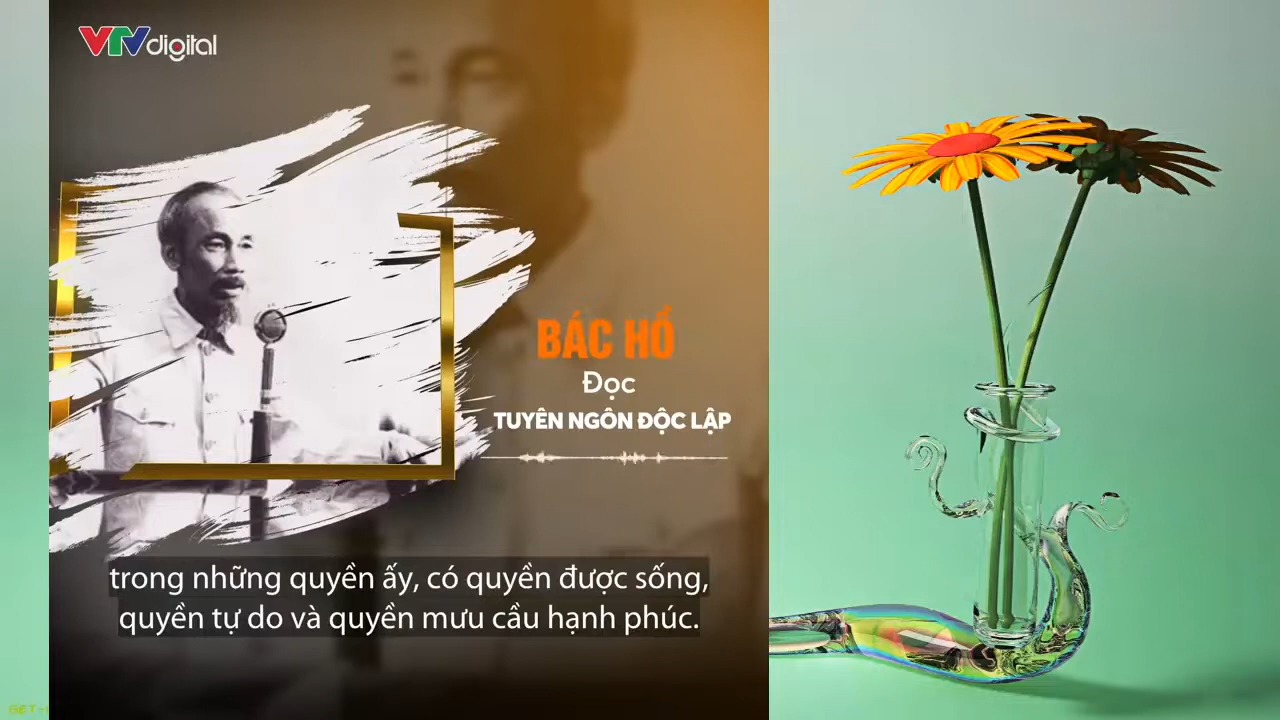 VTVdigital
BÁC HỒ
Đọc
TUYÊN NGÔN ĐỘC LẬP
trong những quyền ấy, có quyền được sống,
quyền tự do và quyền mưu cầu hạnh phúc.